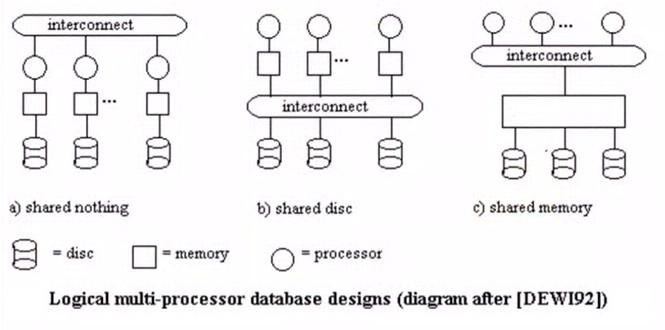 interconnect
...
interconnect
...
interconnect
...
a) shared nothing
b) shared disc
c) shared memory
= disc
= memory
= processor
Logical multi-processor database designs (diagram after [DEWI92])